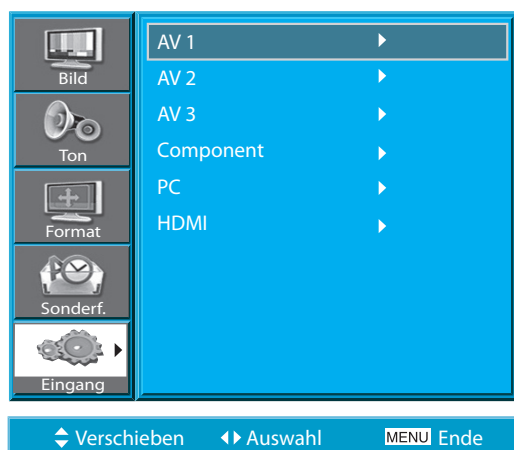 Bild
Ton
Format
Sonderf.
Eingang
AV 1
AV 2
AV 3
Component
PC
HDMI
Verschieben Auswahl MENU Ende